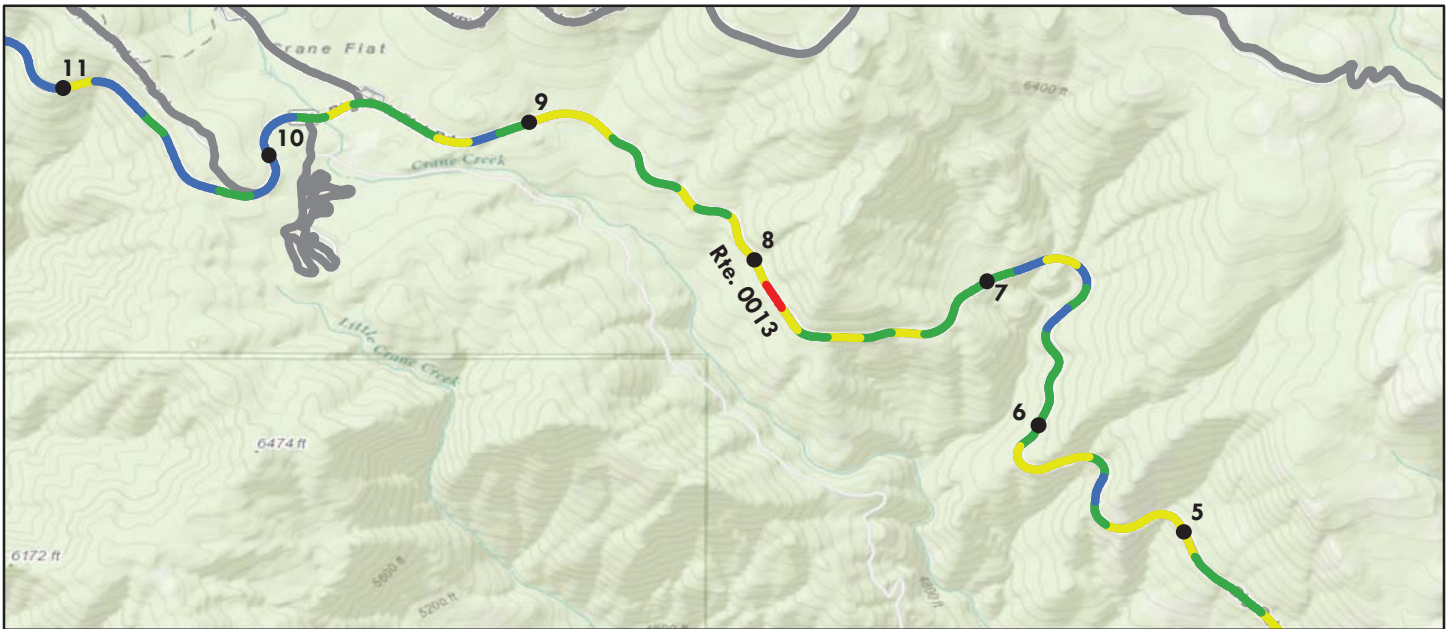 Crane Flat
11
9
10
Crane Creek
6400 ft
8
Rte. 0013
7
Little Crane Creek
6
6474 ft
5
6172 ft
6800 ft
5200 ft
4800 ft